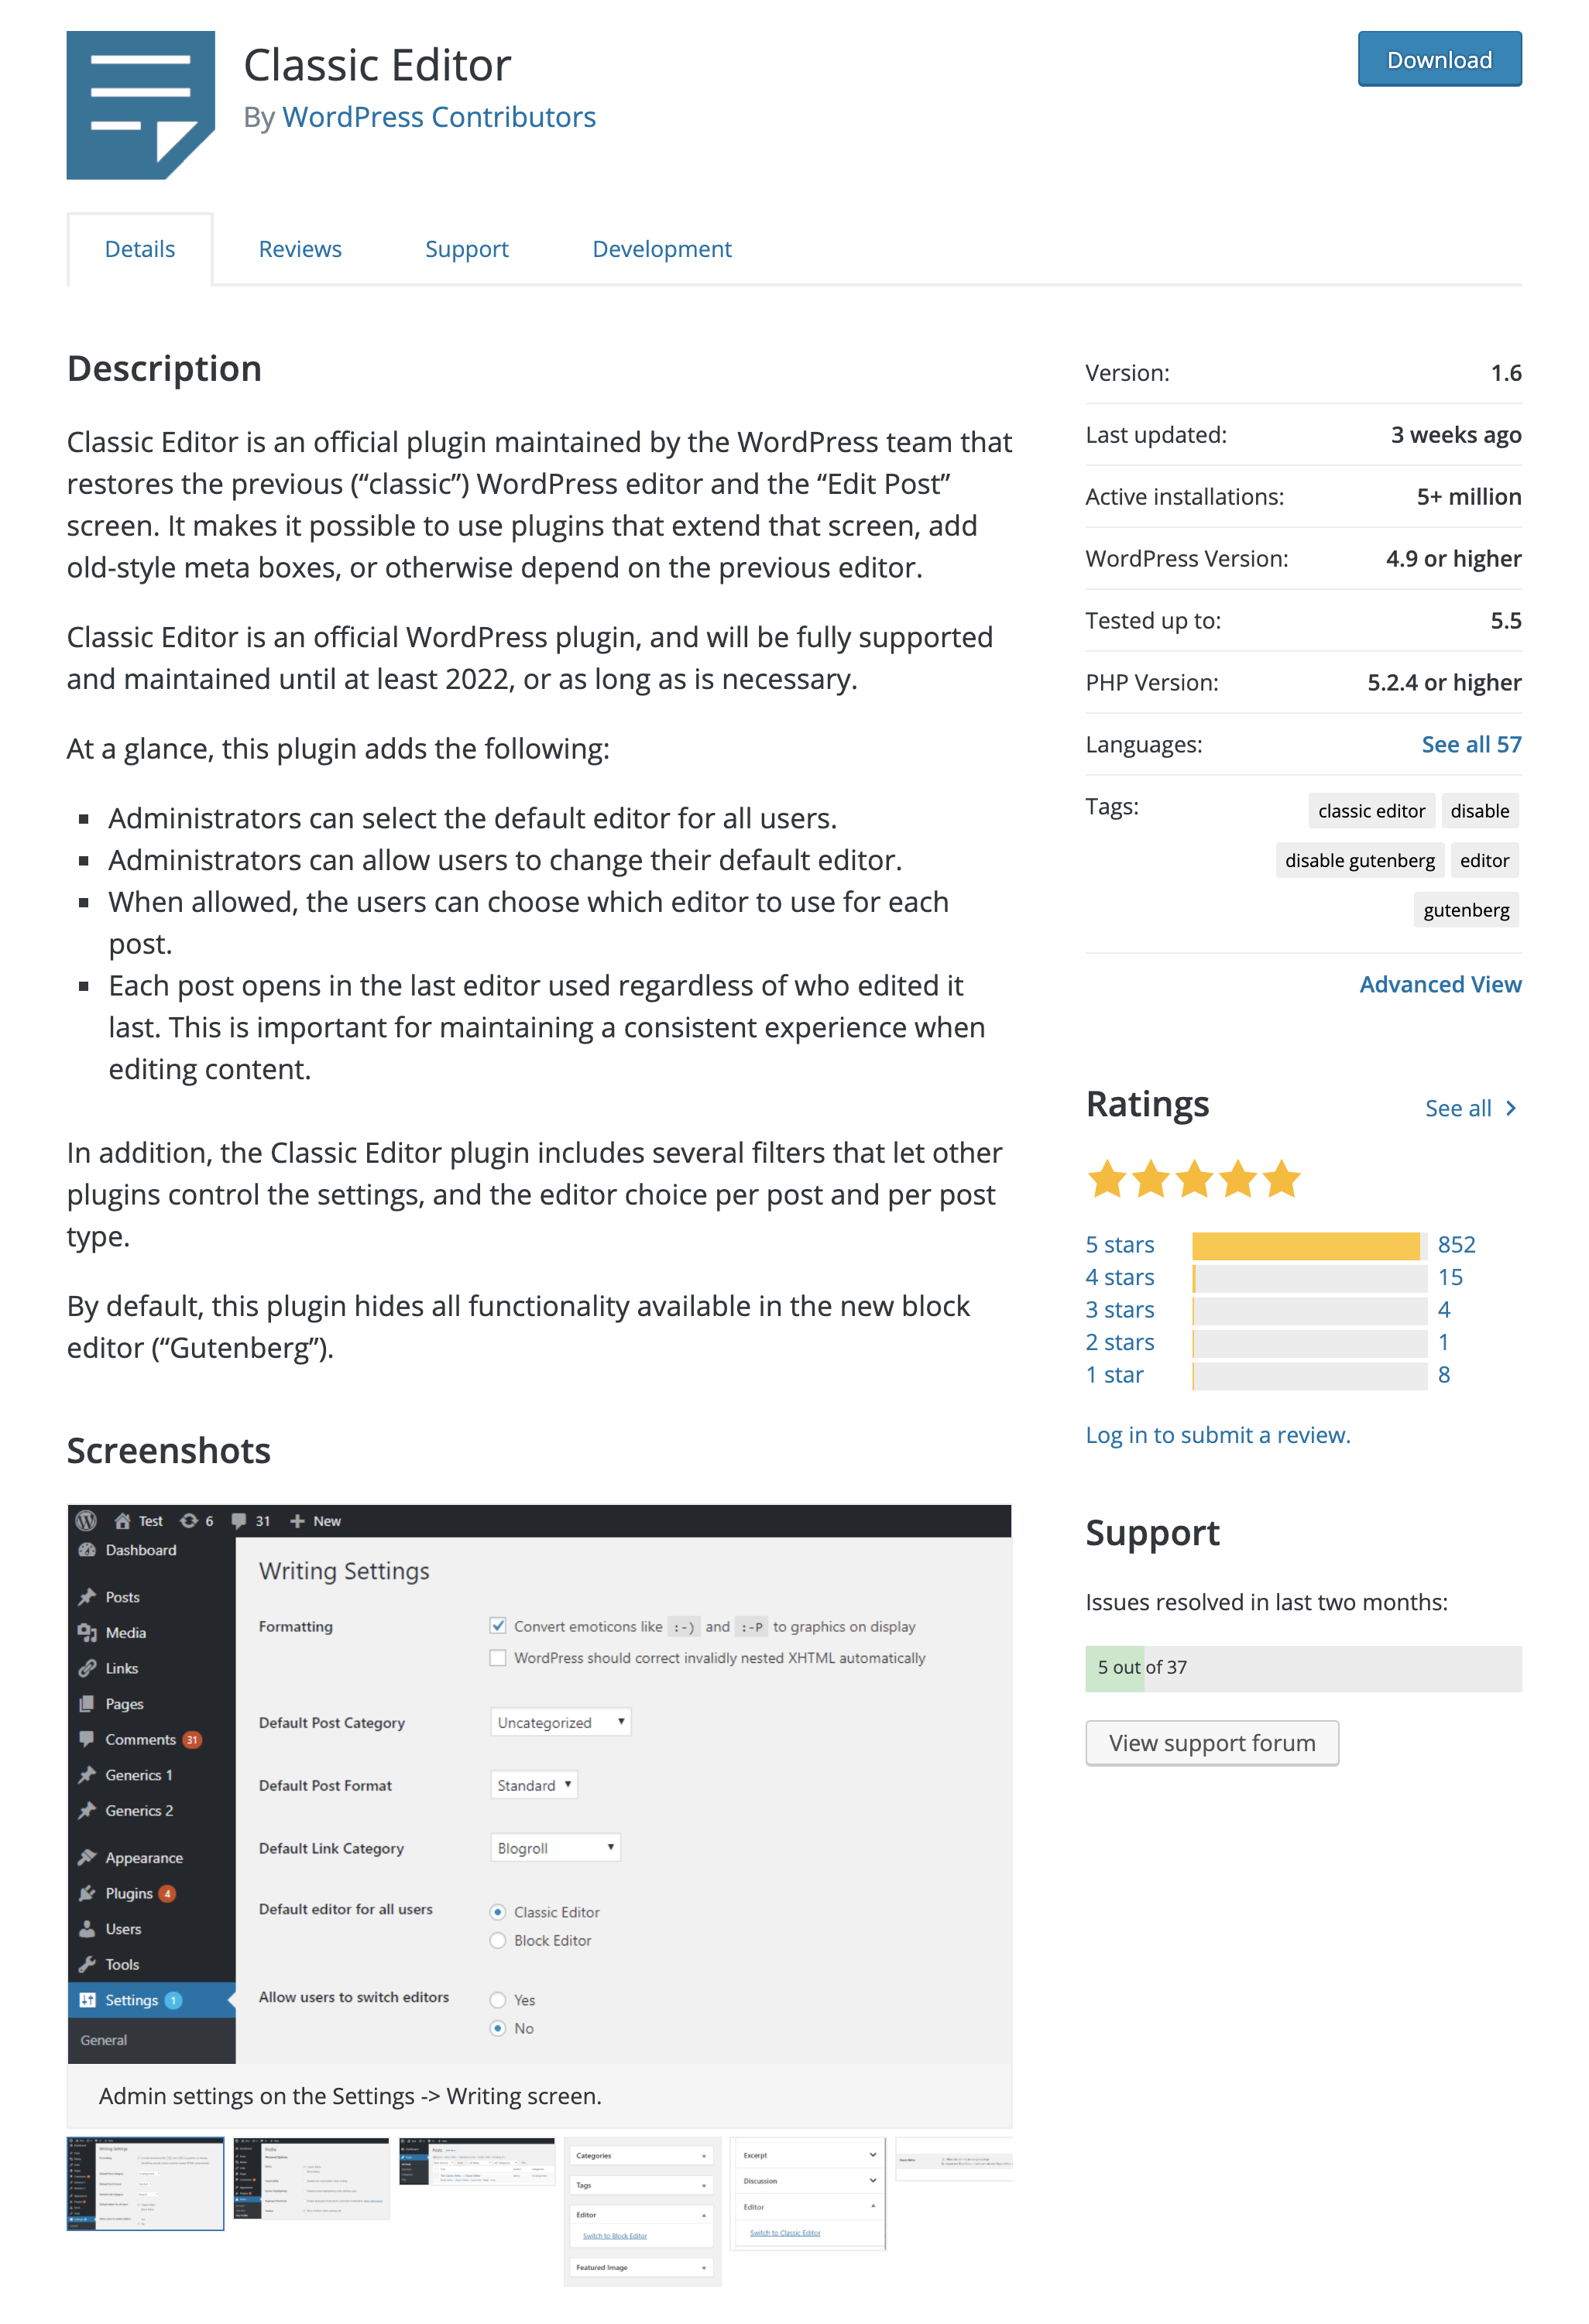 Classic Editor
By WordPress Contributors
Download
Details
Reviews
Support
Development
Description
Classic Editor is an official plugin maintained by the WordPress team that
restores the previous (“classic”) WordPress editor and the “Edit Post”
screen. It makes it possible to use plugins that extend that screen, add
old-style meta boxes, or otherwise depend on the previous editor.
Classic Editor is an official WordPress plugin, and will be fully supported
and maintained until at least 2022, or as long as is necessary.
At a glance, this plugin adds the following:
Administrators can select the default editor for all users.
Administrators can allow users to change their default editor.
When allowed, the users can choose which editor to use for each
post.
Each post opens in the last editor used regardless of who edited it
last. This is important for maintaining a consistent experience when
editing content.
In addition, the Classic Editor plugin includes several filters that let other
plugins control the settings, and the editor choice per post and per post
type.
By default, this plugin hides all functionality available in the new block
editor (“Gutenberg”).
Screenshots
Test 6 31 New
Dashboard
Posts
Media
Links
Pages
Comments 31
Generics 1
Generics 2
Appearance
Plugins 4
Users
Tools
Settings 1
General
Writing Settings
Formatting
Convert emoticons like :-) and :-P to graphics on display
WordPress should correct invalidly nested XHTML automatically
Default Post Category Uncategorized
Default Post Format Standard
Default Link Category Blogroll
Default editor for all users
Classic Editor
Block Editor
Allow users to switch editors
Yes
No
Admin settings on the Settings -> Writing screen.
Categories
Tags
Editor
Switch to Block Editor
Featured Image
Excerpt
Discussion
Editor
Switch to Classic Editor
Version: 1.6
Last updated: 3 weeks ago
Active installations: 5+ million
WordPress Version: 4.9 or higher
Tested up to: 5.5
PHP Version: 5.2.4 or higher
Languages: See all 57
Tags: classic editor disable
disable gutenberg editor
gutenberg
Advanced View
Ratings See all
5 stars 852
4 stars 15
3 stars 4
2 stars 1
1 star 8
Log in to submit a review.
Support
Issues resolved in last two months:
5 out of 37
View support forum